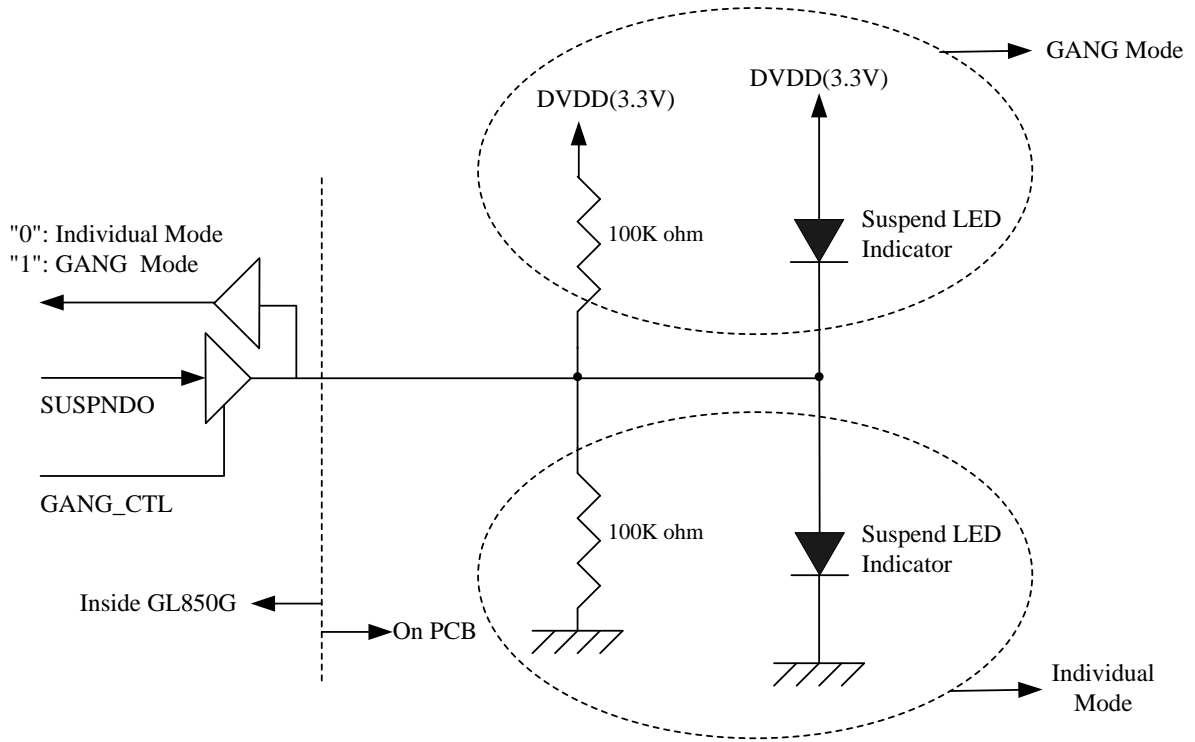 GANG Mode
DVDD(3.3V)
DVDD(3.3V)
"0": Individual Mode
"1": GANG Mode
100K ohm
Suspend LED
Indicator
SUSPNDO
GANG_CTL
100K ohm
Suspend LED
Indicator
Inside GL850G
On PCB
Individual
Mode